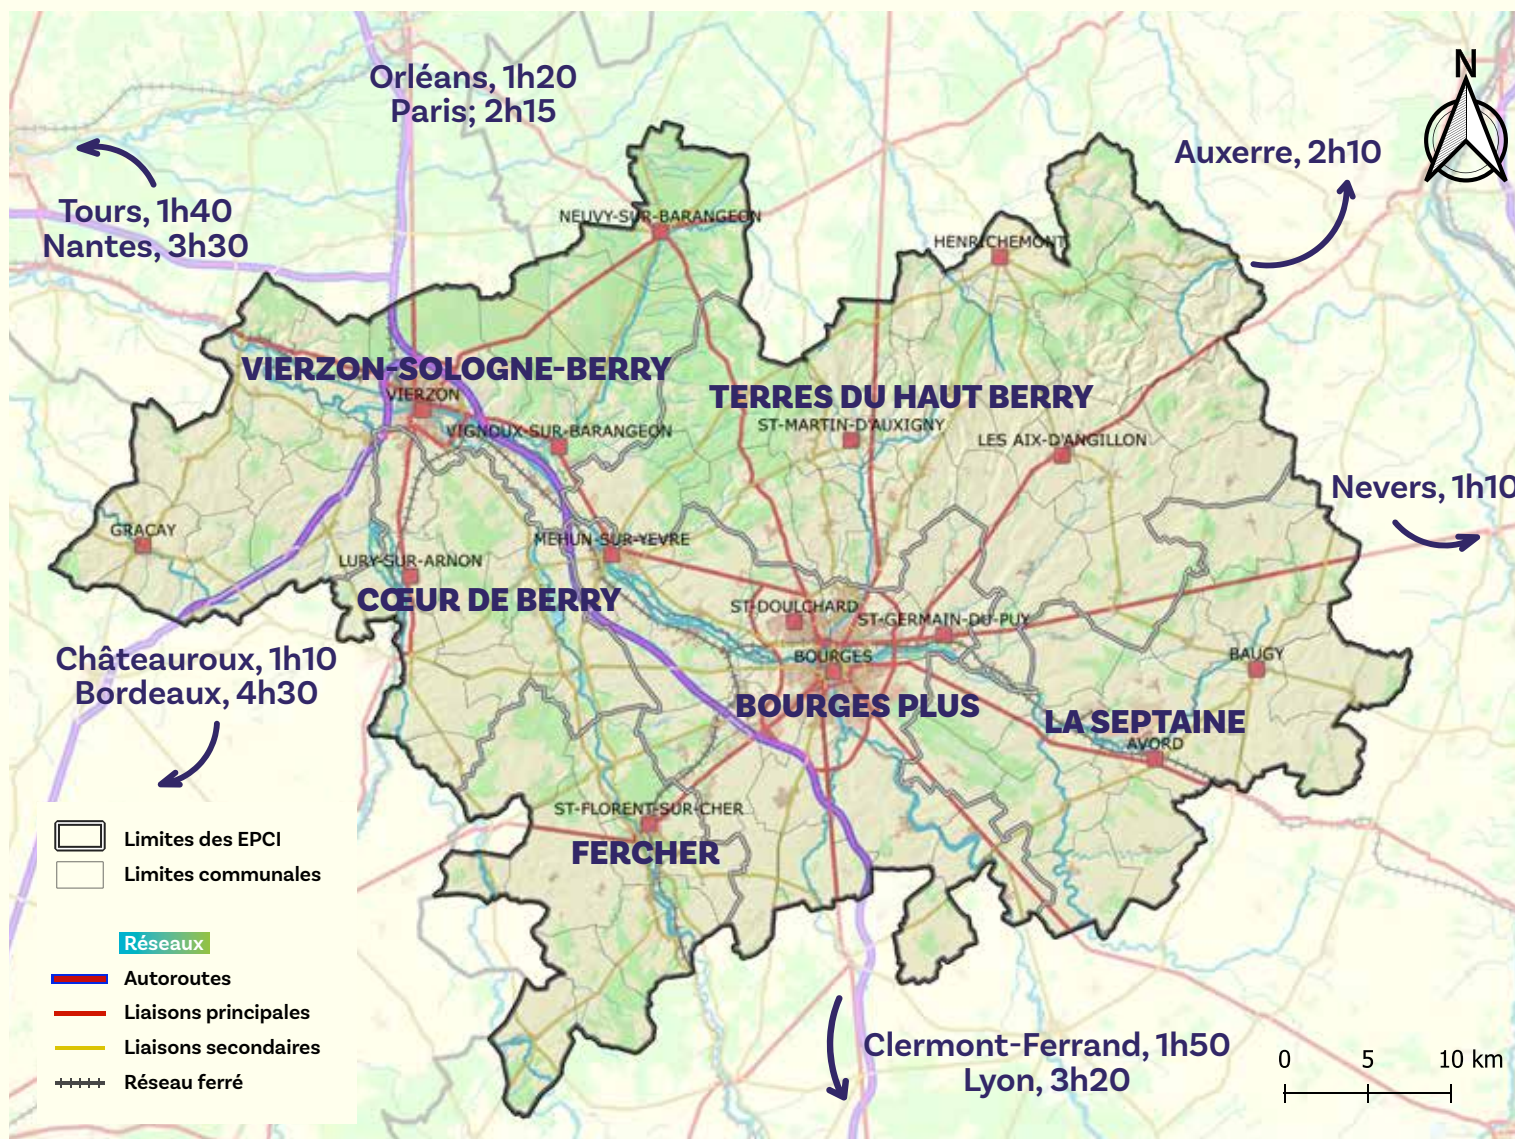 Orléans, 1h20
Paris; 2h15
N
Auxerre, 2h10
Tours, 1h40
Nantes, 3h30
NEUVY-SUR-BARANGEON
HENRICHEMONT
VIERZON-SOLOGNE-BERRY
VIERZON
TERRES DU HAUT BERRY
VIGNOUX-SUR-BARANGEON
ST-MARTIN-D'AUXIGNY
LES AIX-D'ANGILLON
Nevers, 1h10
GRACAY
MEHUN-SUR-YEVRE
LURY-SUR-ARNON
CŒUR DE BERRY
ST-DOULCHARD
ST-GERMAIN-DU-PUY
BOURGES
BAUGY
Châteauroux, 1h10
Bordeaux, 4h30
BOURGES PLUS
LA SEPTAINE
AVORD
ST-FLORENT-SUR-CHER
FERCHER
Limites des EPCI
Limites communales
Réseaux
Autoroutes
Liaisons principales
Liaisons secondaires
Réseau ferré
Clermont-Ferrand, 1h50
Lyon, 3h20
0 5 10 km